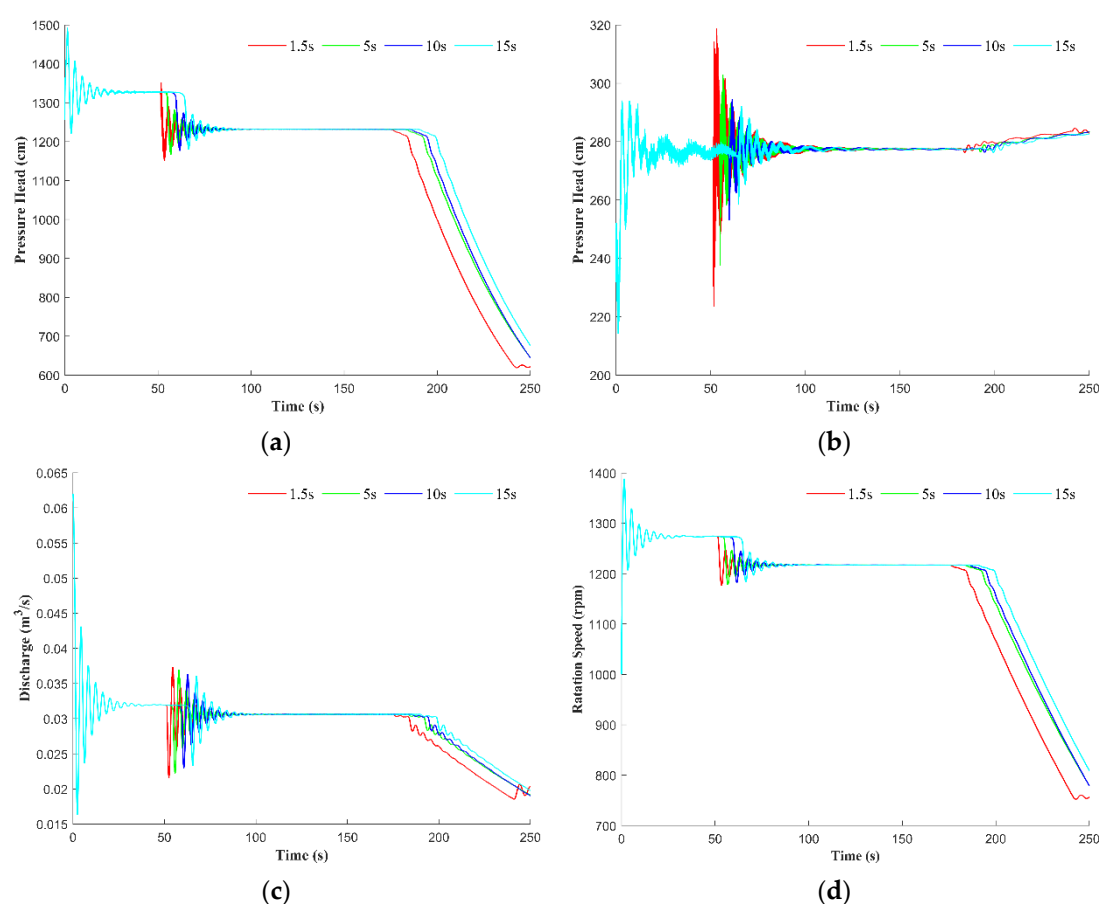 1500
1400
1300
1200
1100
1000
900
800
700
600
0 50 100 150 200 250
Pressure Head (cm)
Time (s)
1.5s 5s 10s 15s
(a)
320
300
280
260
240
220
200
0 50 100 150 200 250
Pressure Head (cm)
Time (s)
1.5s 5s 10s 15s
(b)
0.065
0.06
0.055
0.05
0.045
0.04
0.035
0.03
0.025
0.02
0.015
0 50 100 150 200 250
Discharge (m³/s)
Time (s)
1.5s 5s 10s 15s
(c)
1400
1300
1200
1100
1000
900
800
700
0 50 100 150 200 250
Ratation Speed (rpm)
Time (s)
1.5s 5s 10s 15s
(d)